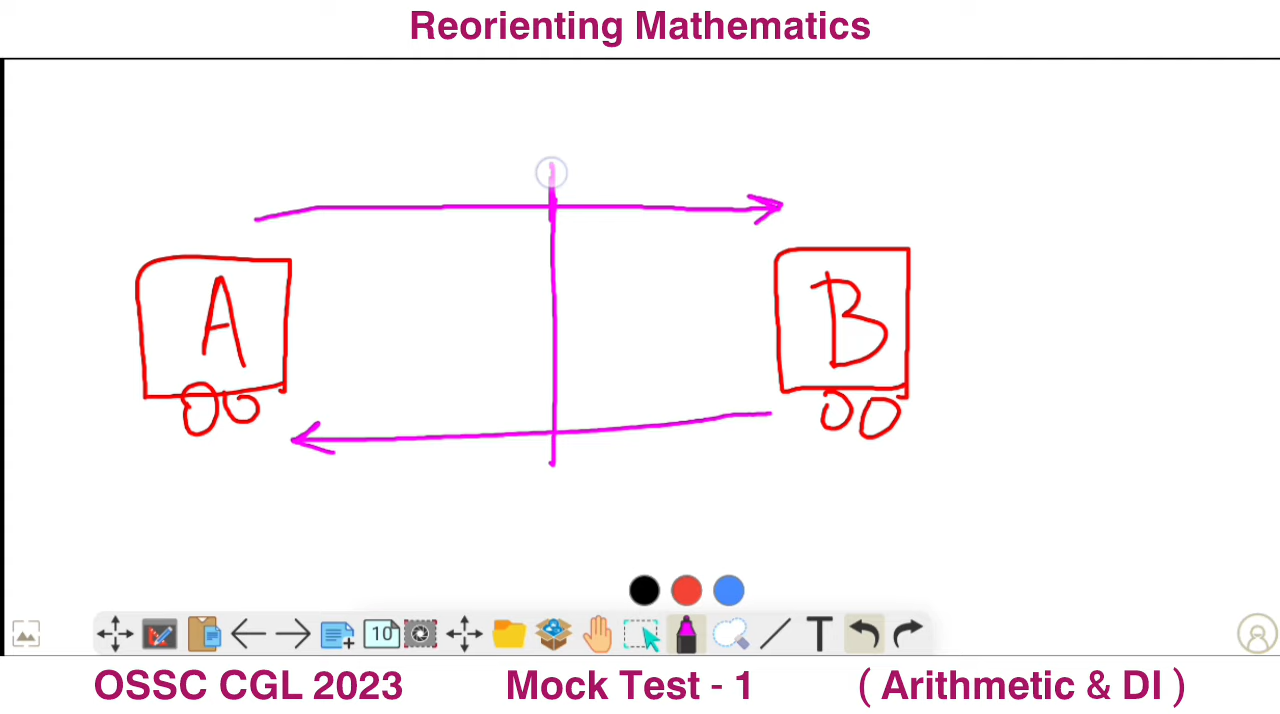 Reorienting Mathematics
A
B
10
T
OSSC CGL 2023 Mock Test - 1 ( Arithmetic & DI )